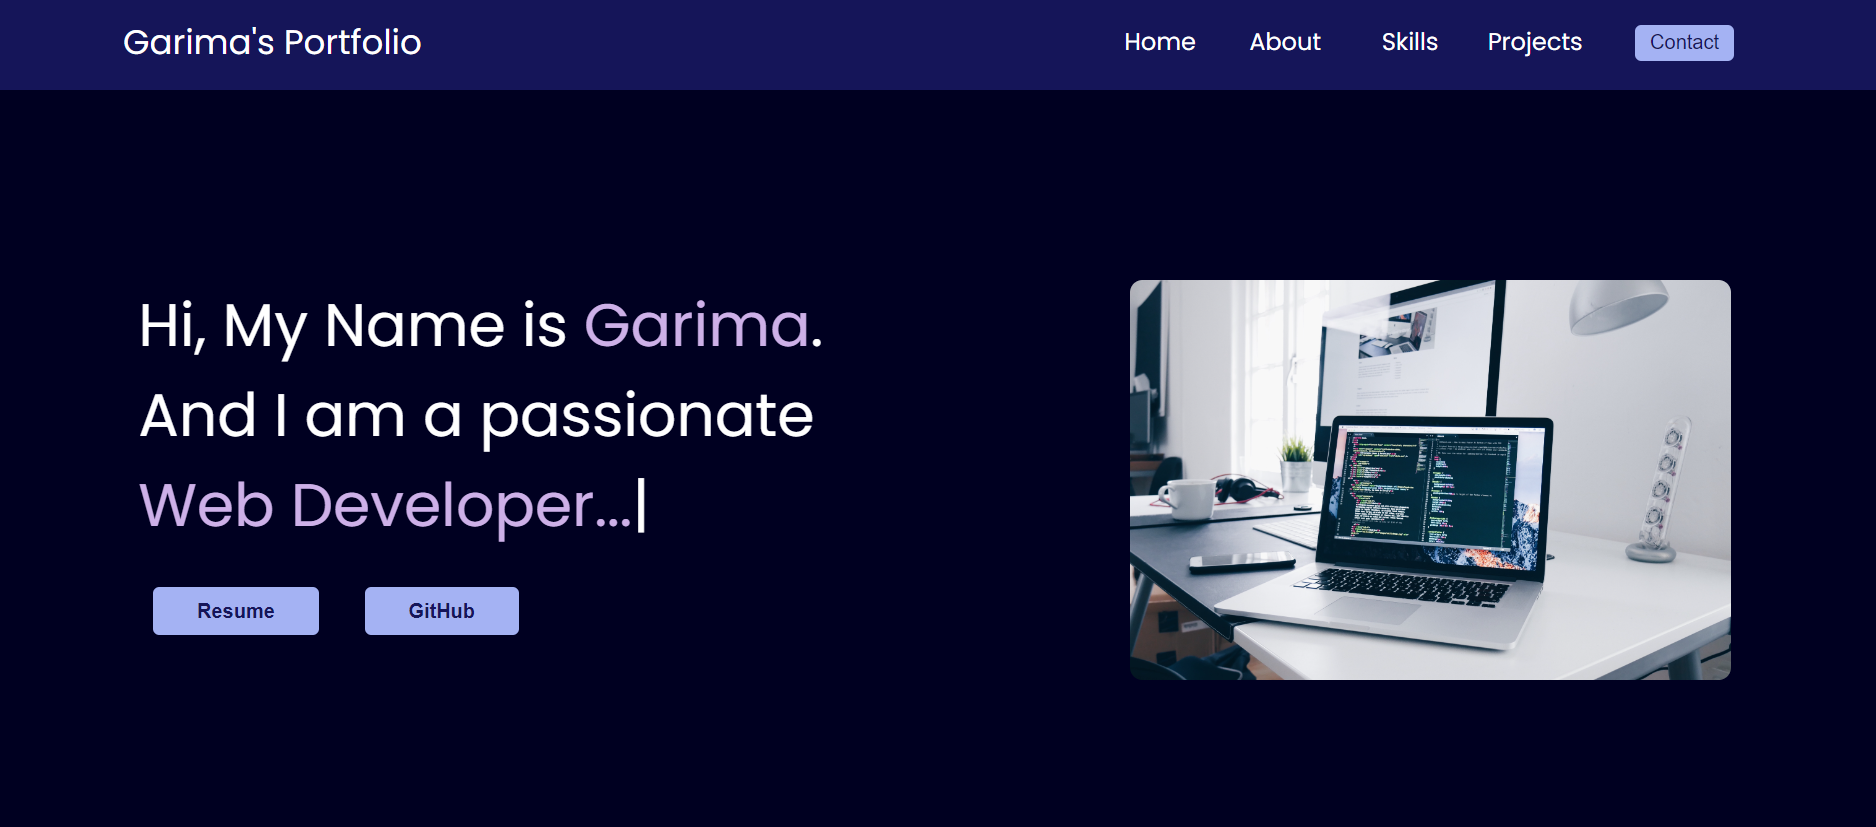 Garima's Portfolio
Home About Skills Projects Contact
Hi, My Name is Garima.
And I am a passionate
Web Developer...|
Resume GitHub